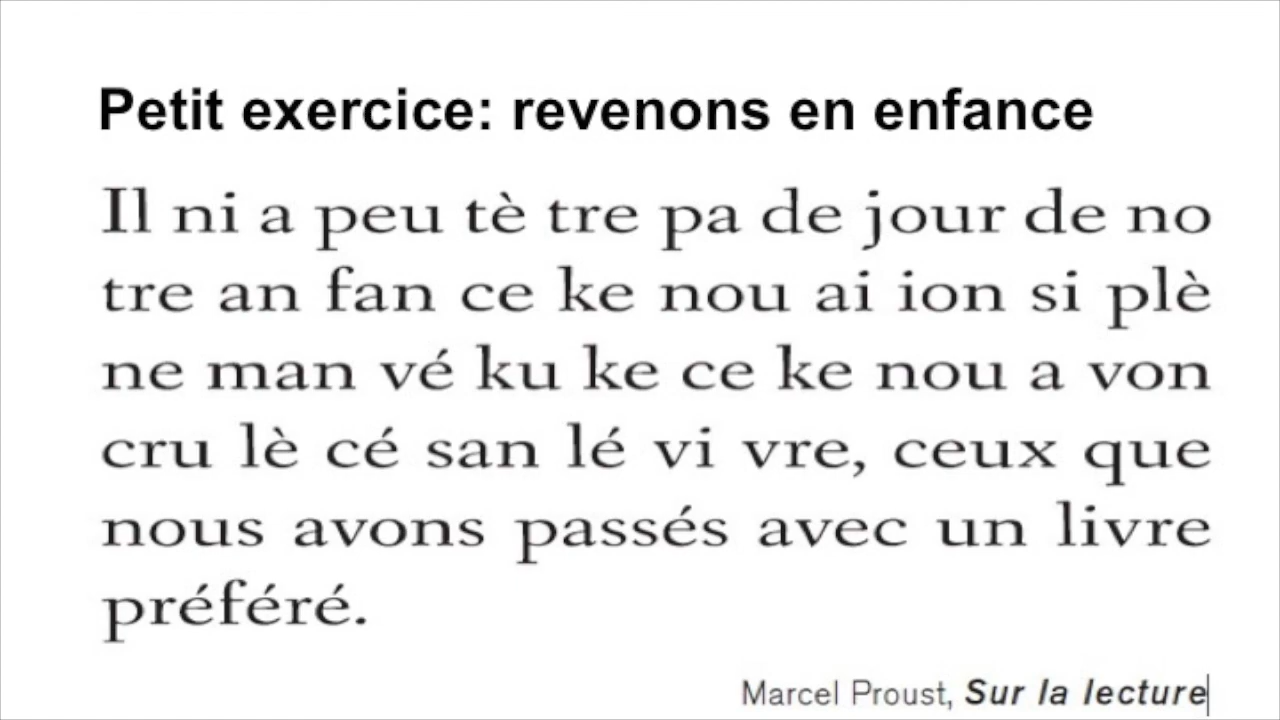 Petit exercice: revenons en enfance
Il ni a peu tè tre pa de jour de no
tre an fan ce ke nou ai ion si plè
ne man vé ku ke ce ke nou a von
cru lè cé san lé vi vre, ceux que
nous avons passés avec un livre
préféré.
Marcel Proust, Sur la lecture